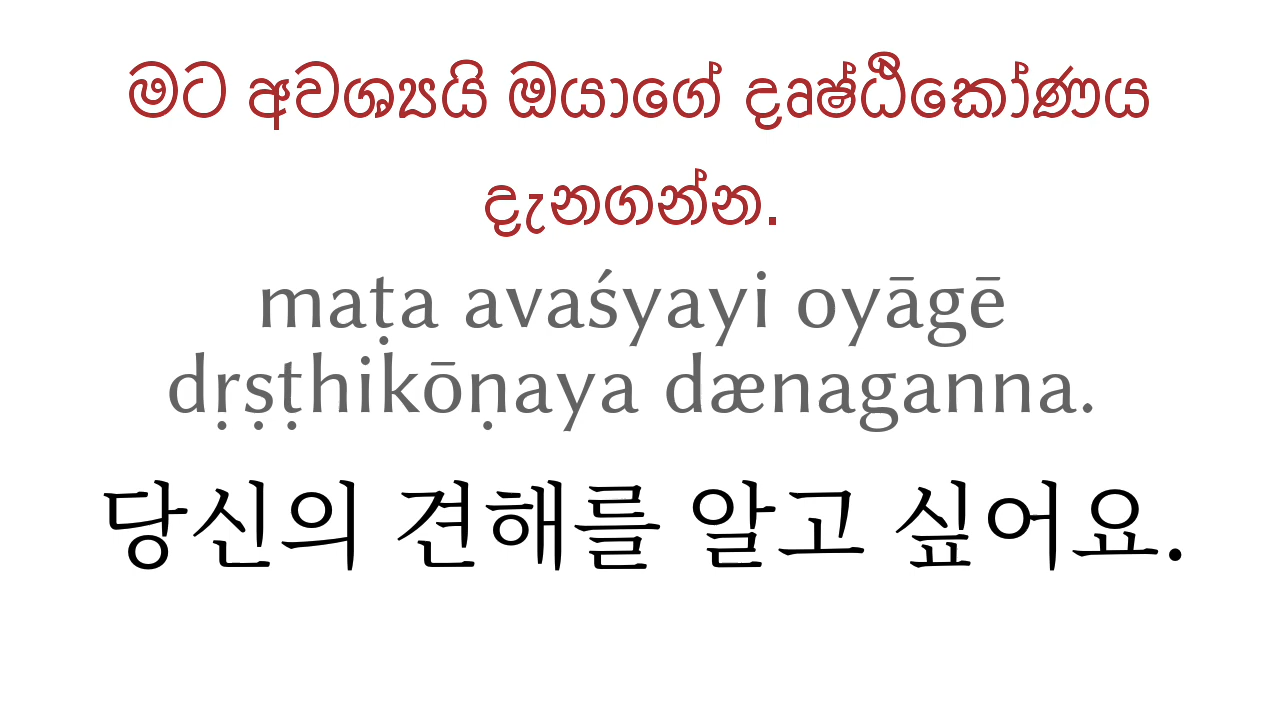 මට අවශ්‍යයි ඔයාගේ දෘෂ්ඨිකෝණය
දැනගන්න.
maṭa avaśyayi oyāgē
dṛṣṭhikōṇaya dænaganna.
당신의 견해를 알고 싶어요.